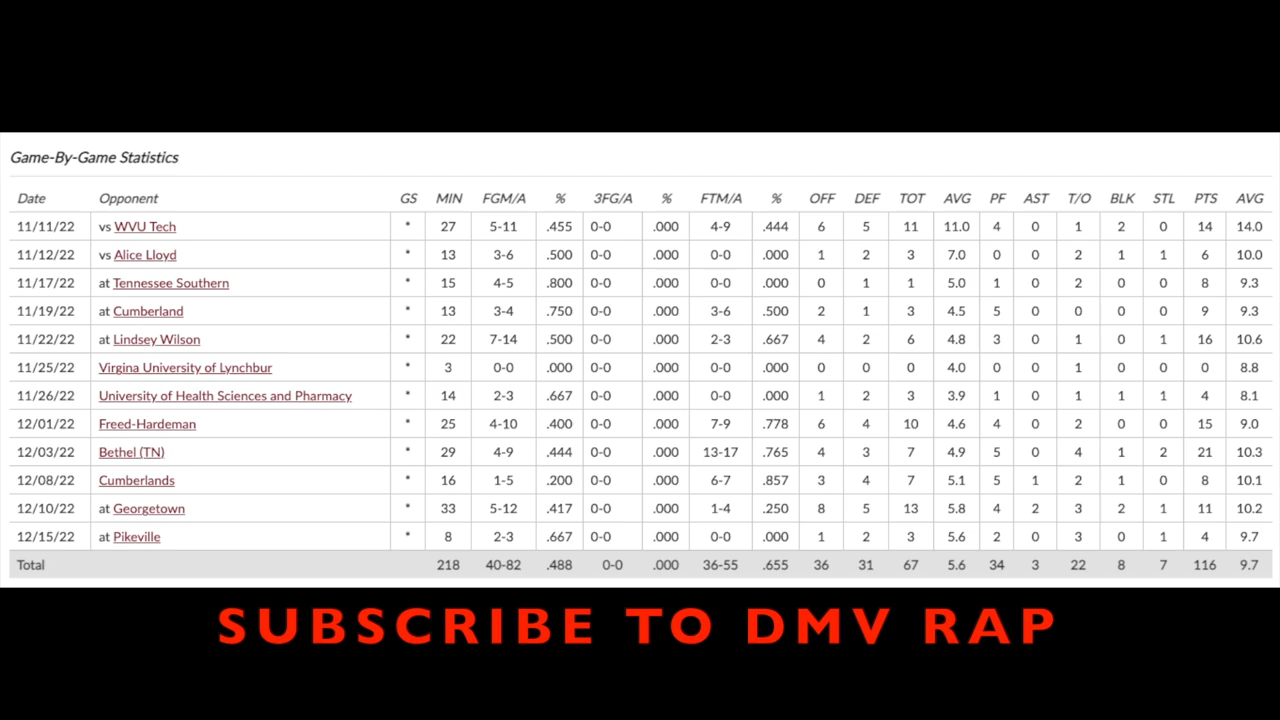 Game-By-Game Statistics
Date Opponent GS MIN FGM/A % 3FG/A % FTM/A % OFF DEF TOT AVG PF AST T/O BLK STL PTS AVG
11/11/22 vs WVU Tech * 27 5-11 .455 0-0 .000 4-9 .444 6 5 11 11.0 4 0 1 2 0 14 14.0
11/12/22 vs Alice Lloyd * 13 3-6 .500 0-0 .000 0-0 .000 1 2 3 7.0 0 0 2 1 1 6 10.0
11/17/22 at Tennessee Southern * 15 4-5 .800 0-0 .000 0-0 .000 0 1 1 5.0 1 0 2 0 0 8 9.3
11/19/22 at Cumberland * 13 3-4 .750 0-0 .000 3-6 .500 2 1 3 4.5 5 0 0 0 0 9 9.3
11/22/22 at Lindsey Wilson * 22 7-14 .500 0-0 .000 2-3 .667 4 2 6 4.8 3 0 1 0 1 16 10.6
11/25/22 Virgina University of Lynchbur * 3 0-0 .000 0-0 .000 0-0 .000 0 0 0 4.0 0 0 1 0 0 0 8.8
11/26/22 University of Health Sciences and Pharmacy * 14 2-3 .667 0-0 .000 0-0 .000 1 2 3 3.9 1 0 1 1 1 4 8.1
12/01/22 Freed-Hardeman * 25 4-10 .400 0-0 .000 7-9 .778 6 4 10 4.6 4 0 2 0 0 15 9.0
12/03/22 Bethel (TN) * 29 4-9 .444 0-0 .000 13-17 .765 4 3 7 4.9 5 0 4 1 2 21 10.3
12/08/22 Cumberlands * 16 1-5 .200 0-0 .000 6-7 .857 3 4 7 5.1 5 1 2 1 0 8 10.1
12/10/22 at Georgetown * 33 5-12 .417 0-0 .000 1-4 .250 8 5 13 5.8 4 2 3 2 1 11 10.2
12/15/22 at Pikeville * 8 2-3 .667 0-0 .000 0-0 .000 1 2 3 5.6 2 0 3 0 1 4 9.7
Total 218 40-82 .488 0-0 .000 36-55 .655 36 31 67 5.6 34 3 22 8 7 116 9.7
SUBSCRIBE TO DMV RAP